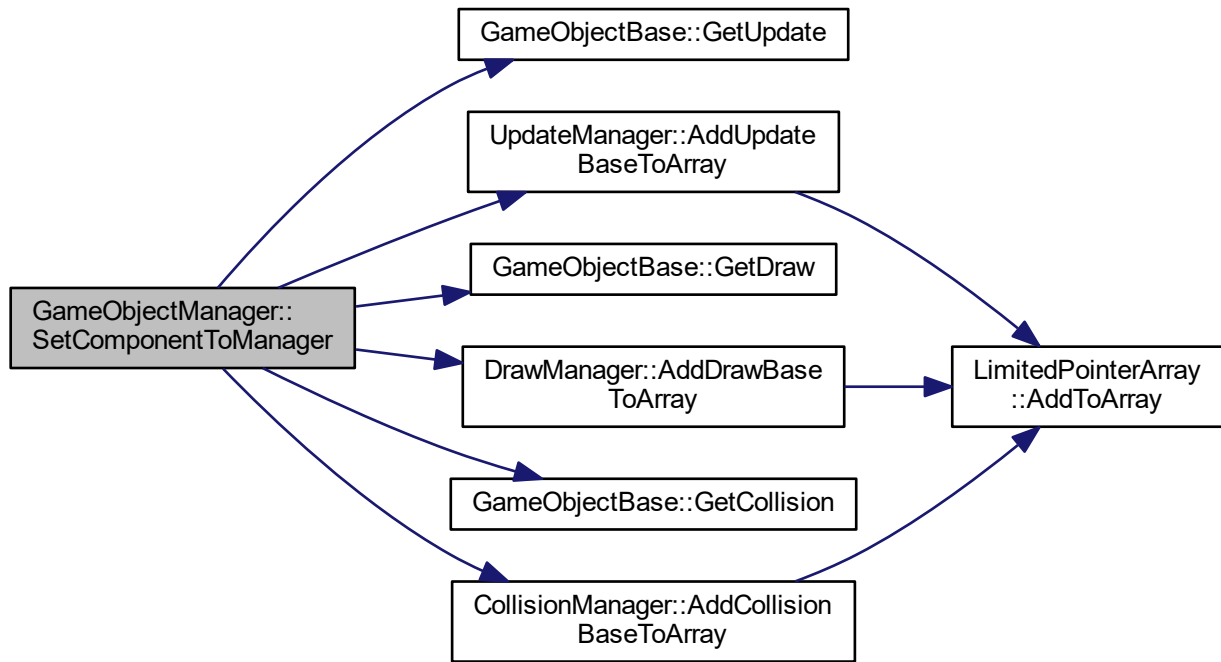 GameObjectBase::GetUpdate
UpdateManager::AddUpdate
BaseToArray
GameObjectBase::GetDraw
GameObjectManager::
SetComponentToManager
DrawManager::AddDrawBase
ToArray
LimitedPointerArray
::AddToArray
GameObjectBase::GetCollision
CollisionManager::AddCollision
BaseToArray